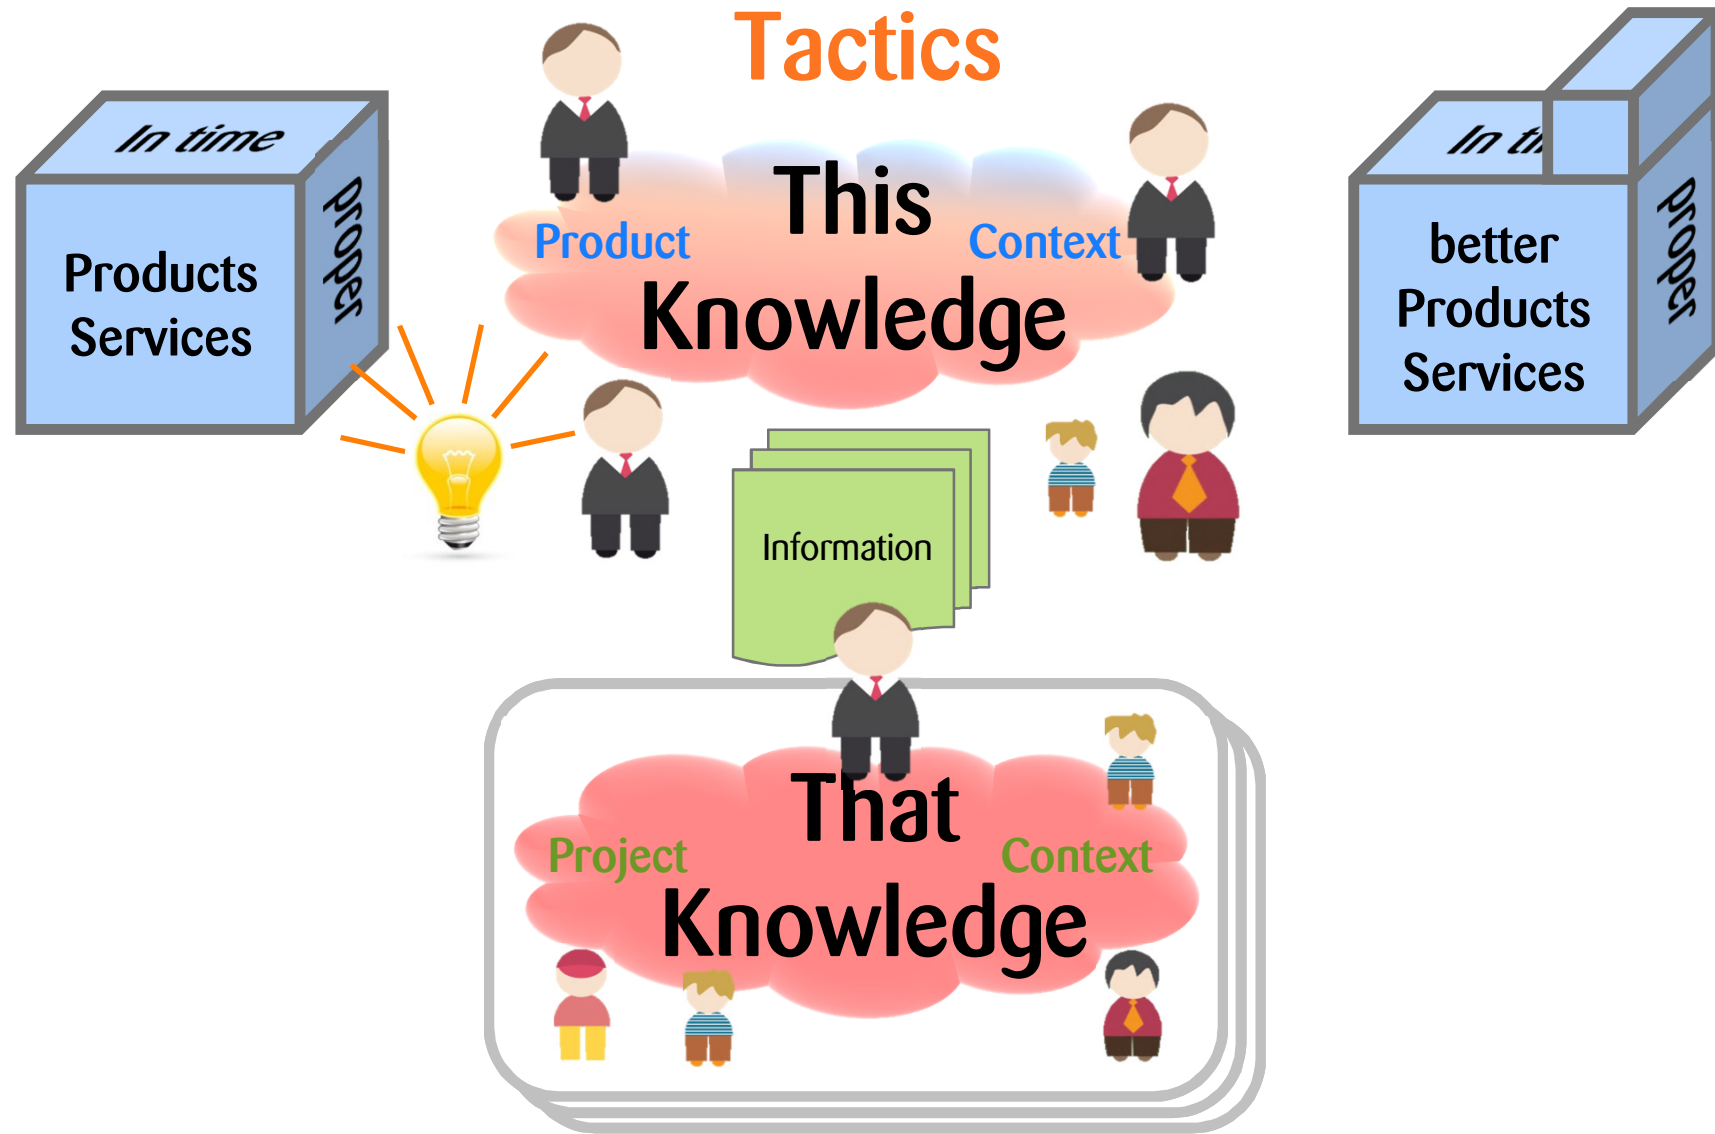 Tactics
In time
proper
Products
Services
This
Product
Context
Knowledge
In ti
proper
better
Products
Services
Information
That
Project
Context
Knowledge